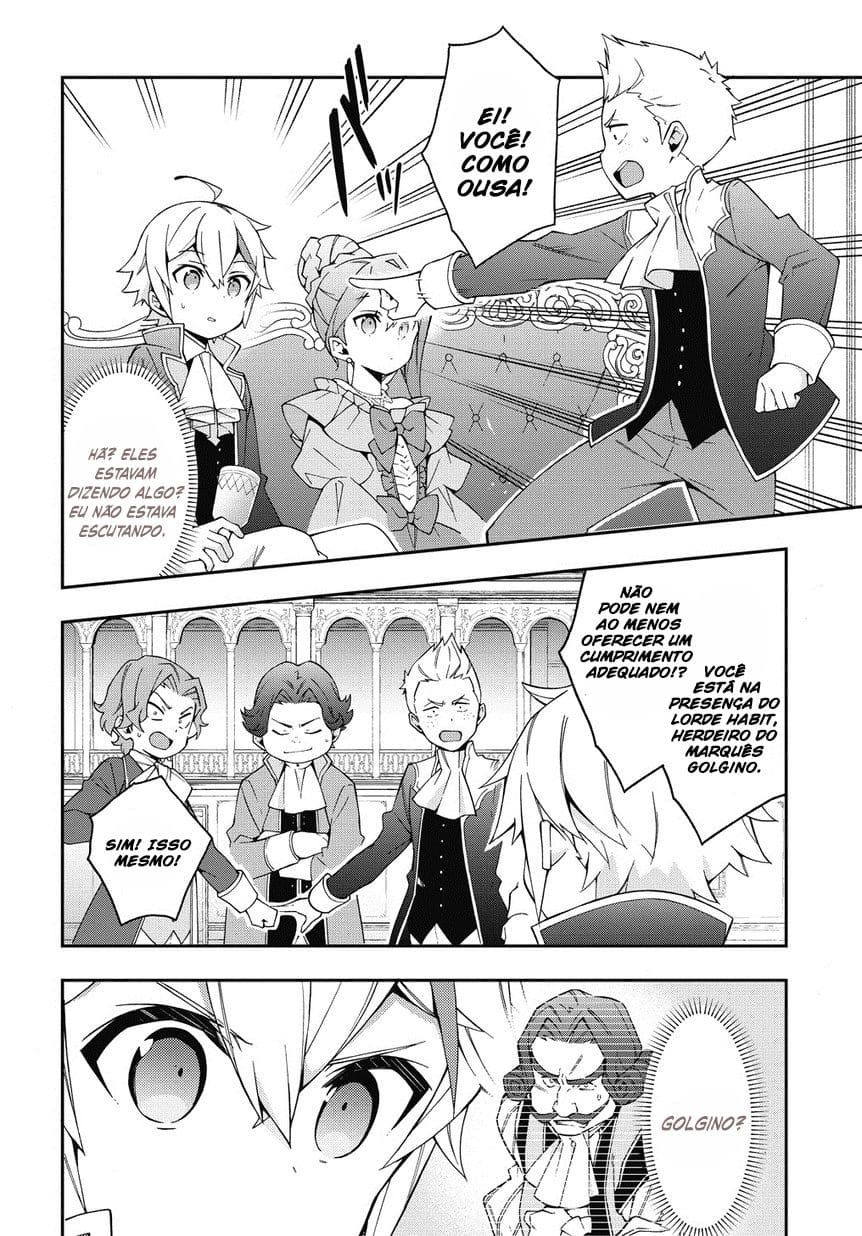 EI!
VOCÊ!
COMO
OUSA!
HÃ? ELES
ESTAVAM
DIZENDO ALGO?
EU NÃO ESTAVA
ESCUTANDO.
NÃO
PODE NEM
AO MENOS
OFERECER UM
CUMPRIMENTO
ADEQUADO!?
VOCÊ
ESTÁ NA
PRESENÇA DO
LORDE HABIT,
HERDEIRO DO
MARQUÊS
GOLGINO.
SIM! ISSO
MESMO!
GOLGINO?